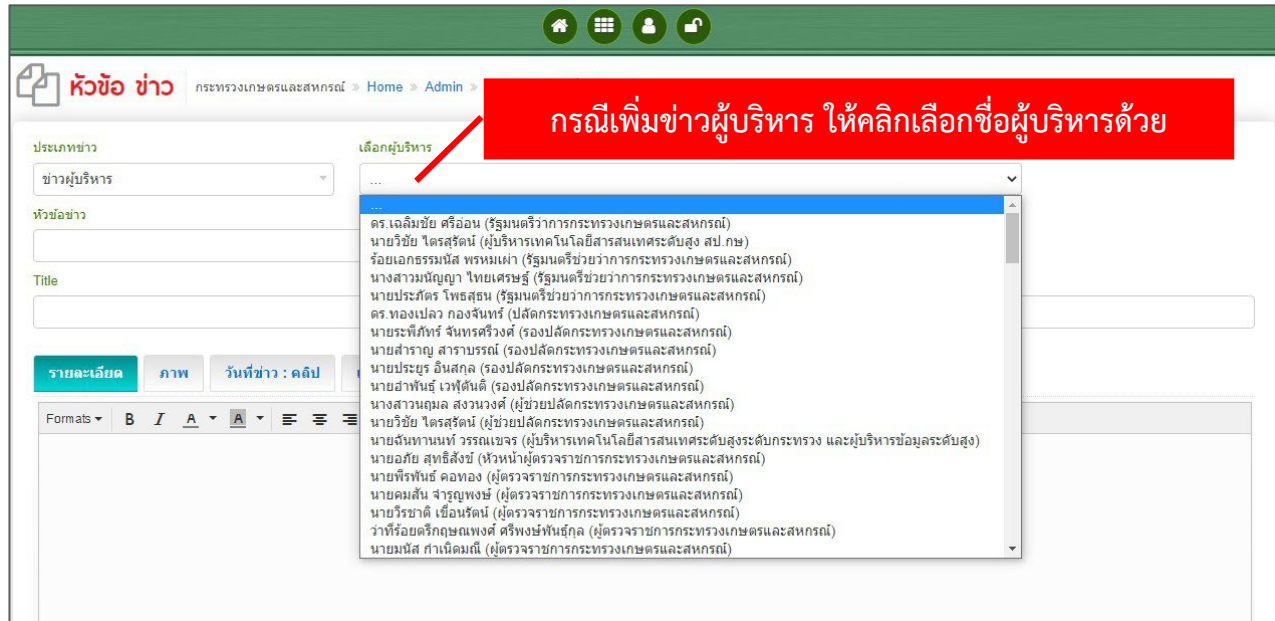 หัวข้อ ข่าว
กระทรวงเกษตรและสหกรณ์ » Home » Admin »
กรณีเพิ่มข่าวผู้บริหาร ให้คลิกเลือกชื่อผู้บริหารด้วย
ประเภทข่าว
เลือกผู้บริหาร
ข่าวผู้บริหาร
...
หัวข้อข่าว
...
ดร.เฉลิมชัย ศรีอ่อน (รัฐมนตรีว่าการกระทรวงเกษตรและสหกรณ์)
นายวิชัย ไตรสุรัตน์ (ผู้บริหารเทคโนโลยีสารสนเทศระดับสูง สป.กษ)
ร้อยเอกธรรมนัส พรหมเผ่า (รัฐมนตรีช่วยว่าการกระทรวงเกษตรและสหกรณ์)
นางสาวมนัญญา ไทยเศรษฐ์ (รัฐมนตรีช่วยว่าการกระทรวงเกษตรและสหกรณ์)
Title
นายประภัตร โพธสุธน (รัฐมนตรีช่วยว่าการกระทรวงเกษตรและสหกรณ์)
ดร.ทองเปลว กองจันทร์ (ปลัดกระทรวงเกษตรและสหกรณ์)
นายระพีภัทร์ จันทรศรีวงศ์ (รองปลัดกระทรวงเกษตรและสหกรณ์)
นายสำราญ สาราบรรณ์ (รองปลัดกระทรวงเกษตรและสหกรณ์)
นายประยูร อินสกุล (รองปลัดกระทรวงเกษตรและสหกรณ์)
นายอำพันธุ์ เวฬุตันติ (รองปลัดกระทรวงเกษตรและสหกรณ์)
นางสาวนฤมล สงวนวงศ์ (ผู้ช่วยปลัดกระทรวงเกษตรและสหกรณ์)
นายวิชัย ไตรสุรัตน์ (ผู้ช่วยปลัดกระทรวงเกษตรและสหกรณ์)
นายฉันทานนท์ วรรณเขจร (ผู้บริหารเทคโนโลยีสารสนเทศระดับสูงระดับกระทรวง และผู้บริหารข้อมูลระดับสูง)
นายอภัย สุทธิสังข์ (หัวหน้าผู้ตรวจราชการกระทรวงเกษตรและสหกรณ์)
นายพีรพันธ์ คอทอง (ผู้ตรวจราชการกระทรวงเกษตรและสหกรณ์)
นายคมสัน จำรูญพงษ์ (ผู้ตรวจราชการกระทรวงเกษตรและสหกรณ์)
นายวีรชาติ เขื่อนรัตน์ (ผู้ตรวจราชการกระทรวงเกษตรและสหกรณ์)
ว่าที่ร้อยตรีกฤษณพงศ์ ศรีพงษ์พันธุ์กุล (ผู้ตรวจราชการกระทรวงเกษตรและสหกรณ์)
นายมนัส กำเนิดมณี (ผู้ตรวจราชการกระทรวงเกษตรและสหกรณ์)
รายละเอียด ภาพ วันที่ข่าว : คลิป
Formats B I A A